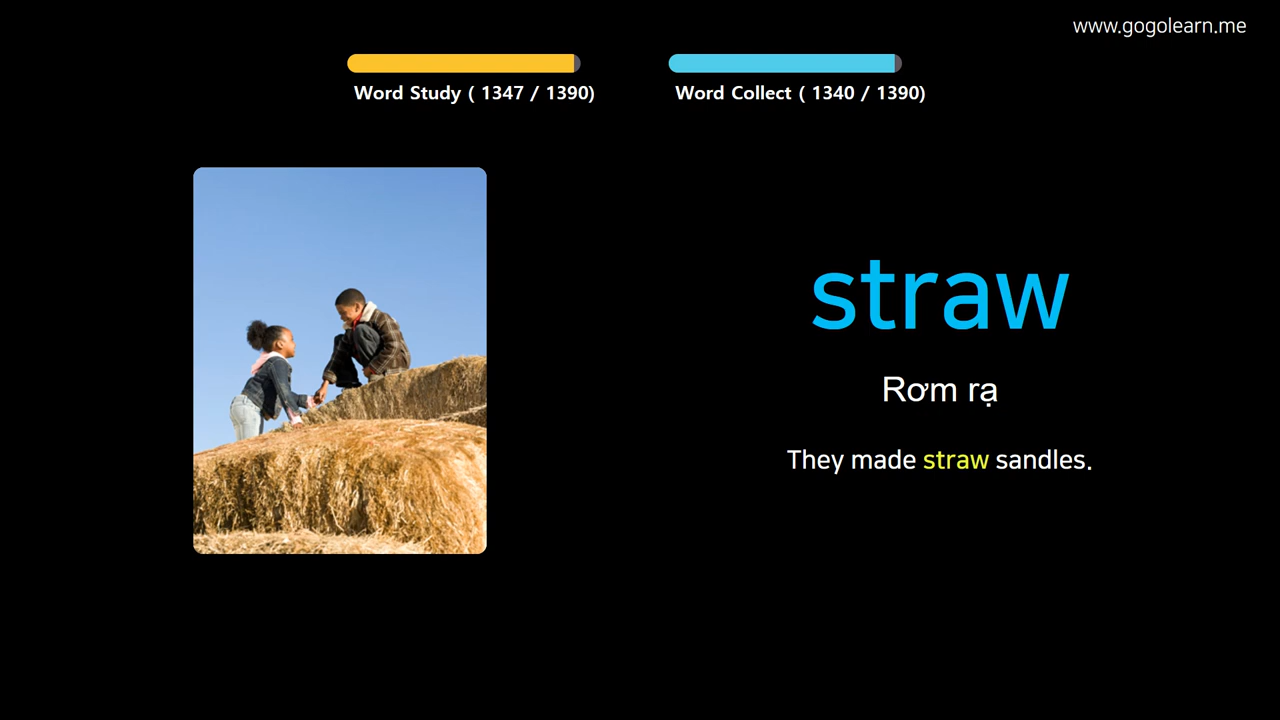 www.gogolearn.me
Word Study ( 1347 / 1390)
Word Collect ( 1340 / 1390)
straw
Rơm rạ
They made straw sandles.